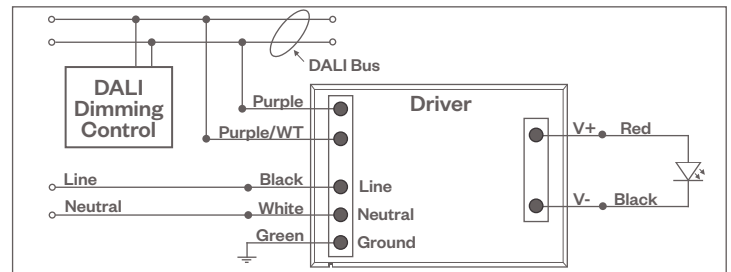 DALI Bus
DALI
Dimming
Control
Driver
Purple
Purple/WT
V+ Red
Line Black Line
V- Black
Neutral White Neutral
Green Ground